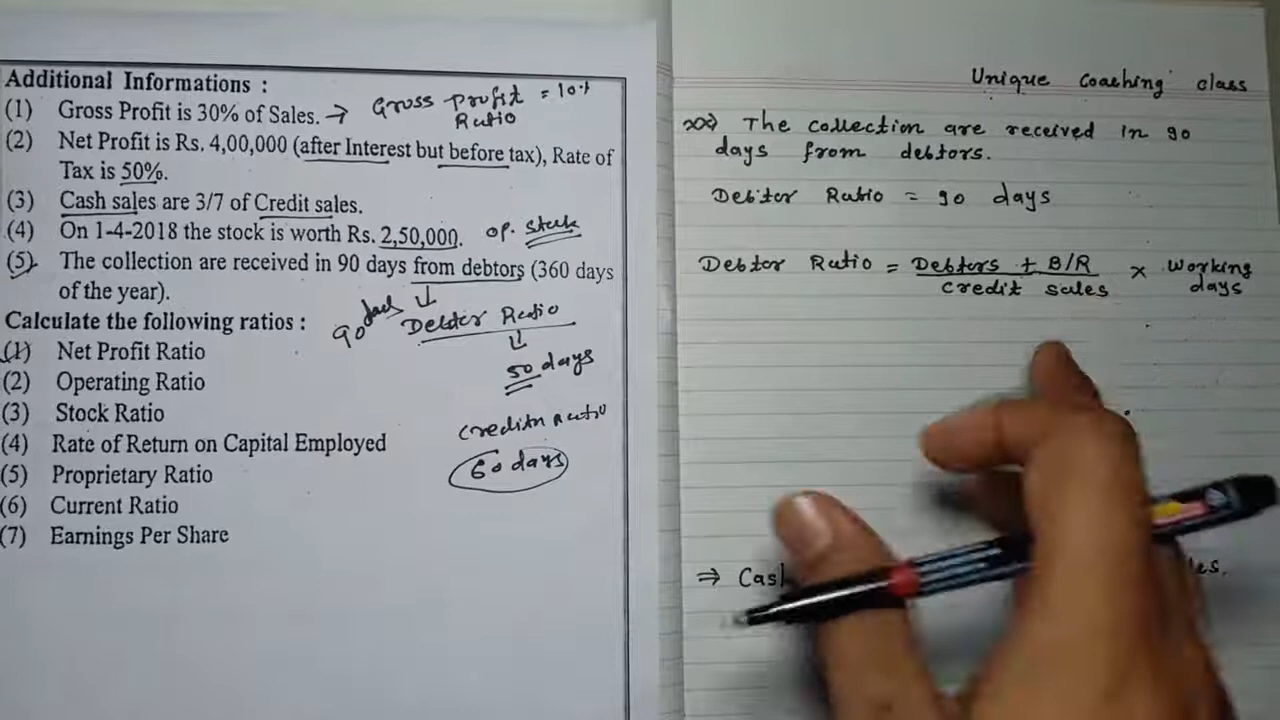 Additional Informations :
(1) Gross Profit is 30% of Sales. → Gross Profit Ratio = 10%
(2) Net Profit is Rs. 4,00,000 (after Interest but before tax), Rate of
Tax is 50%.
(3) Cash sales are 3/7 of Credit sales.
(4) On 1-4-2018 the stock is worth Rs. 2,50,000. op. stock
(5) The collection are received in 90 days from debtors (360 days
of the year).
90 days Debtor Ratio
50 days
60 days
Calculate the following ratios :
(1) Net Profit Ratio
(2) Operating Ratio
(3) Stock Ratio
(4) Rate of Return on Capital Employed
(5) Proprietary Ratio
(6) Current Ratio
(7) Earnings Per Share
Unique Coaching class
The collection are received in 90
days from debtors.
Debtor Ratio = 90 days
Debtor Ratio = Debtors + B/R × working
credit sales days
⇒ Cash